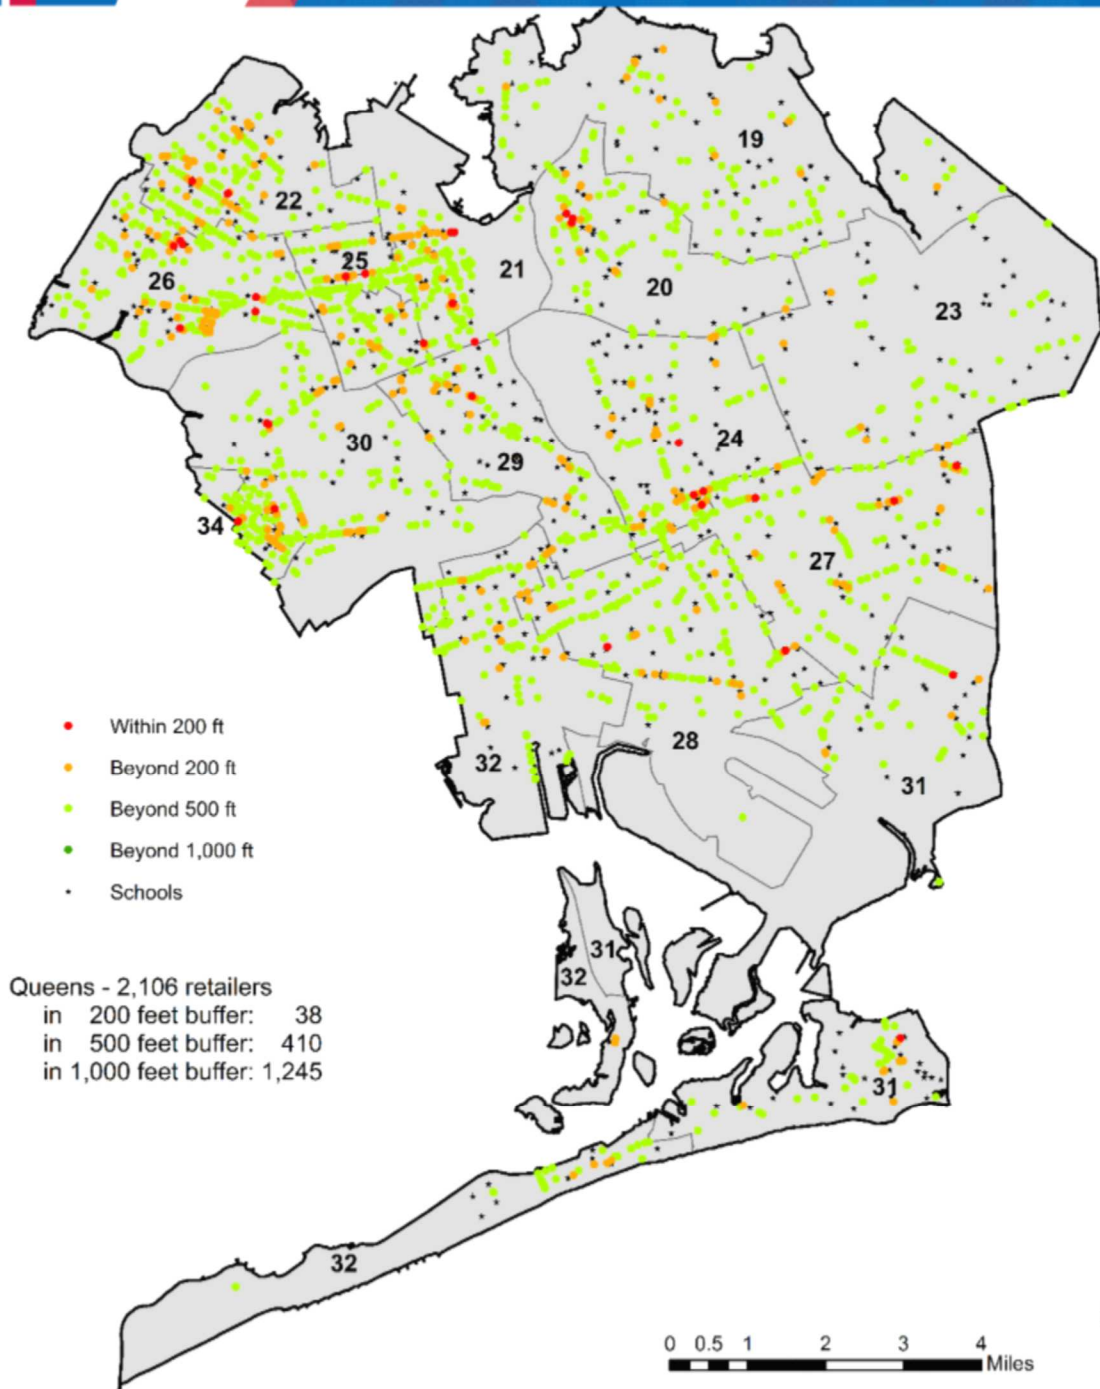 19
22
25
21
26
20
23
30
24
29
34
27
Within 200 ft
Beyond 200 ft
Beyond 500 ft
Beyond 1,000 ft
Schools
28
32
31
31
32
Queens - 2,106 retailers
in 200 feet buffer: 38
in 500 feet buffer: 410
in 1,000 feet buffer: 1,245
31
32
0 0.5 1 2 3 4
Miles